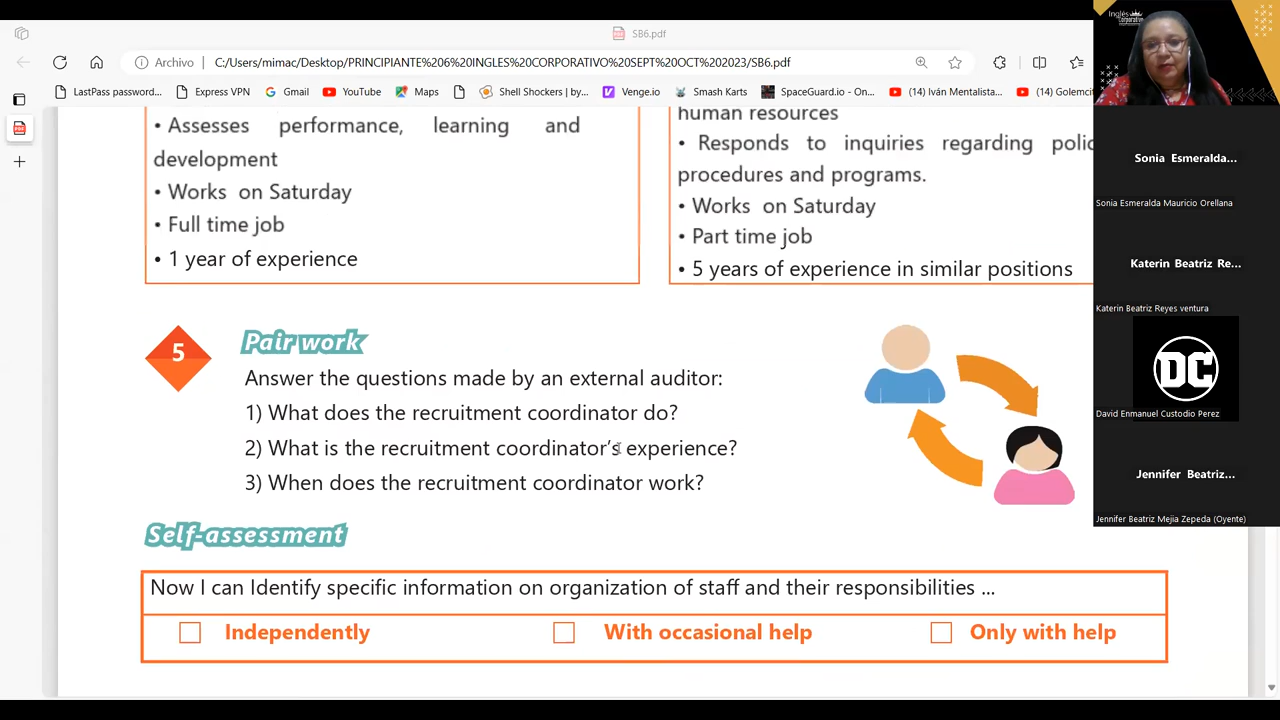 SB6.pdf
Archivo
C:/Users/mimac/Desktop/PRINCIPIANTE%206%20INGLES%20CORPORATIVO%20SEPT%20OCT%202023/SB6.pdf
LastPass password...
Express VPN
Gmail
YouTube
Maps
Shell Shockers | by...
Venge.io
Smash Karts
SpaceGuard.io - On...
(14) Iván Mentalista...
(14) Golemcit
Inglés
Corporativo
• Assesses performance, learning and
development
• Works on Saturday
• Full time job
• 1 year of experience
human resources
• Responds to inquiries regarding polic
procedures and programs.
• Works on Saturday
• Part time job
• 5 years of experience in similar positions
5
Pair work
Answer the questions made by an external auditor:
1) What does the recruitment coordinator do?
2) What is the recruitment coordinator's experience?
3) When does the recruitment coordinator work?
Self-assessment
Now I can Identify specific information on organization of staff and their responsibilities ...
Independently
With occasional help
Only with help
Sonia Esmeralda...
Sonia Esmeralda Mauricio Orellana
Katerin Beatriz Re...
Katerin Beatriz Reyes ventura
DC
David Enmanuel Custodio Perez
Jennifer Beatriz...
Jennifer Beatriz Mejia Zepeda (Oyente)